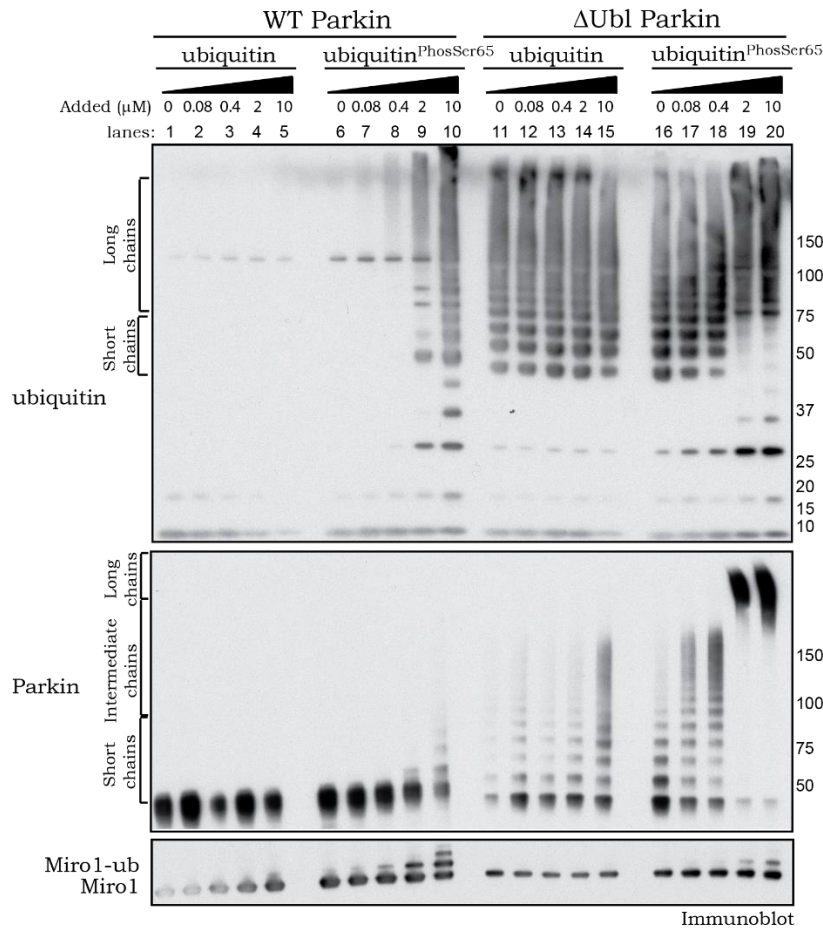 WT Parkin ΔUbl Parkin
ubiquitin ubiquitinPhosSer65 ubiquitin ubiquitinPhosSer65
Added (μM) 0 0.08 0.4 2 10 0 0.08 0.4 2 10 0 0.08 0.4 2 10 0 0.08 0.4 2 10
lanes: 1 2 3 4 5 6 7 8 9 10 11 12 13 14 15 16 17 18 19 20
Long chains
Short chains
ubiquitin
150
100
75
50
37
25
20
15
10
Long chains
Intermediate chains
Short chains
Parkin
150
100
75
50
Miro1-ub
Miro1
Immunoblot